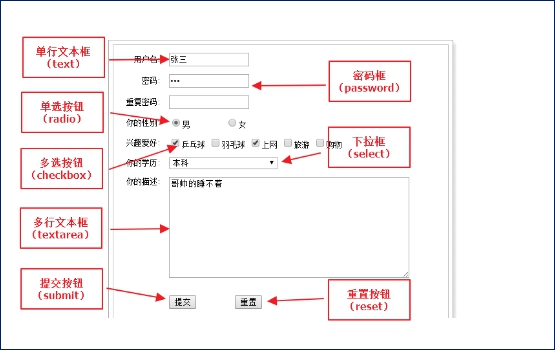 单行文本框
（text）
用户名:
张三
密码框
（password）
密码:
•••
重复密码
单选按钮
（radio）
你的性别:
男
女
下拉框
（select）
兴趣爱好:
乒乓球
羽毛球
上网
旅游
购物
多选按钮
（checkbox）
你的学历:
本科
你的描述:
哥帅的睡不着
多行文本框
（textarea）
提交按钮
（submit）
提交
重置
重置按钮
（reset）